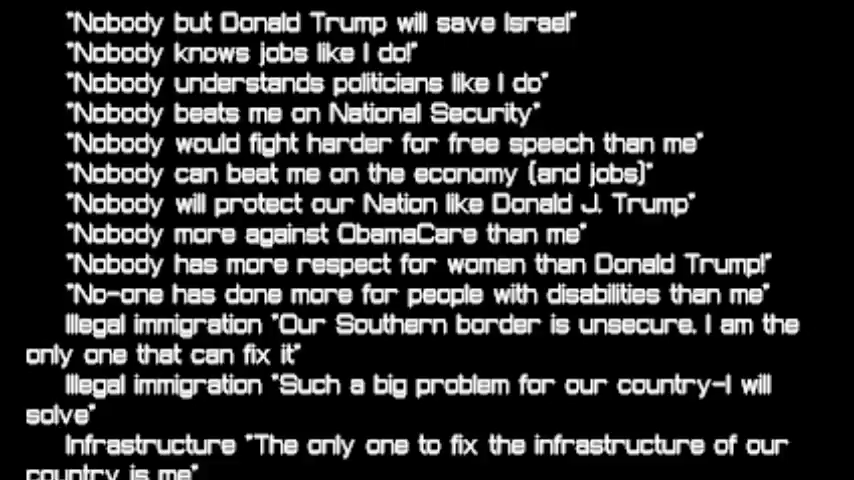 "Nobody but Donald Trump will save Israel"
"Nobody knows jobs like I do!"
"Nobody understands politicians like I do"
"Nobody beats me on National Security"
"Nobody would fight harder for free speech than me"
"Nobody can beat me on the economy (and jobs)"
"Nobody will protect our Nation like Donald J. Trump"
"Nobody more against ObamaCare than me"
"Nobody has more respect for women than Donald Trump!"
"No-one has done more for people with disabilities than me"
Illegal immigration "Our Southern border is unsecure. I am the
only one that can fix it"
Illegal immigration "Such a big problem for our country-I will
solve"
Infrastructure "The only one to fix the infrastructure of our
country is me"